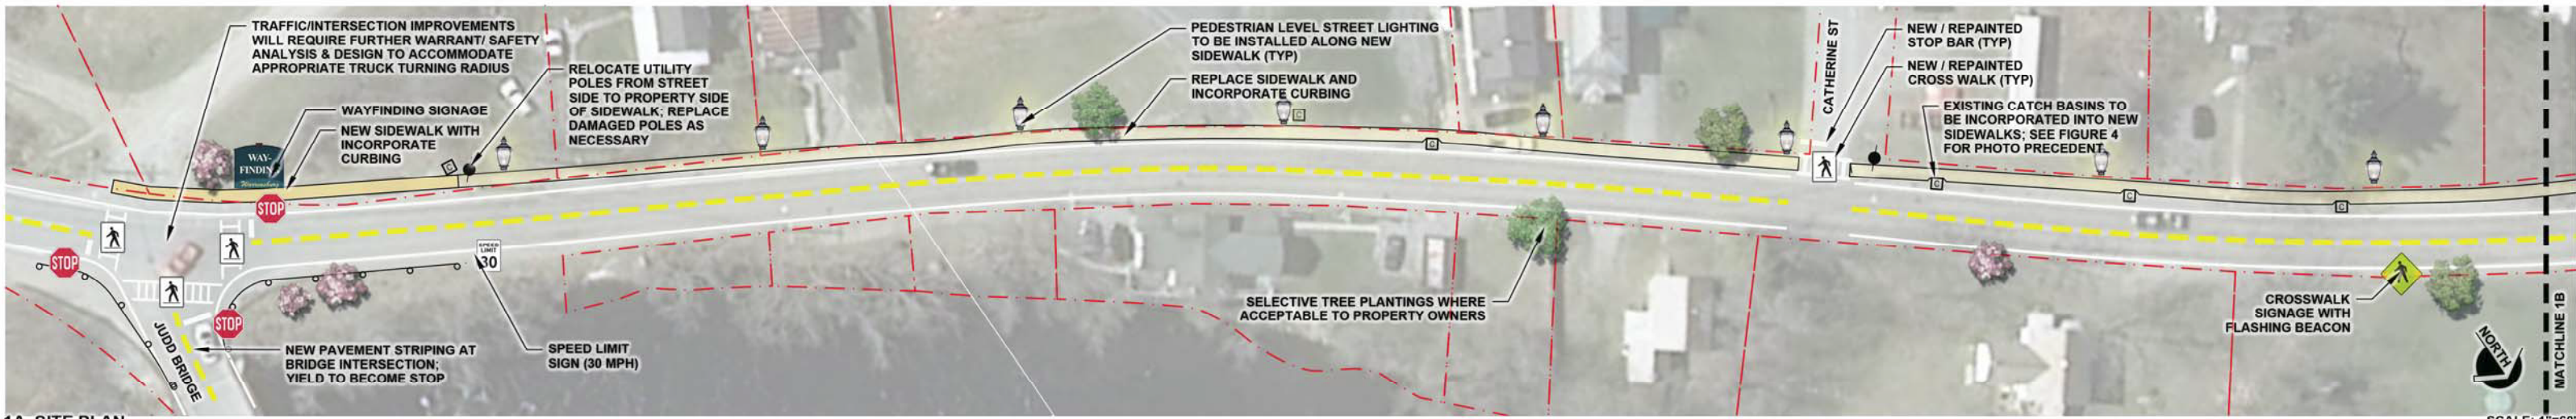 TRAFFIC/INTERSECTION IMPROVEMENTS
WILL REQUIRE FURTHER WARRANT/ SAFETY
ANALYSIS & DESIGN TO ACCOMMODATE
APPROPRIATE TRUCK TURNING RADIUS
WAYFINDING SIGNAGE
NEW SIDEWALK WITH
INCORPORATE
CURBING
RELOCATE UTILITY
POLES FROM STREET
SIDE TO PROPERTY SIDE
OF SIDEWALK; REPLACE
DAMAGED POLES AS
NECESSARY
WAY-
FINDING
STOP
STOP
STOP
C
SPEED
LIMIT
30
JUDD BRIDGE
NEW PAVEMENT STRIPING AT
BRIDGE INTERSECTION;
YIELD TO BECOME STOP
SPEED LIMIT
SIGN (30 MPH)
PEDESTRIAN LEVEL STREET LIGHTING
TO BE INSTALLED ALONG NEW
SIDEWALK (TYP)
REPLACE SIDEWALK AND
INCORPORATE CURBING
C
C
SELECTIVE TREE PLANTINGS WHERE
ACCEPTABLE TO PROPERTY OWNERS
CATHERINE ST
NEW / REPAINTED
STOP BAR (TYP)
NEW / REPAINTED
CROSS WALK (TYP)
EXISTING CATCH BASINS TO
BE INCORPORATED INTO NEW
SIDEWALKS; SEE FIGURE 4
FOR PHOTO PRECEDENT
C
C
C
CROSSWALK
SIGNAGE WITH
FLASHING BEACON
NORTH
MATCHLINE 1B
1A. SITE PLAN